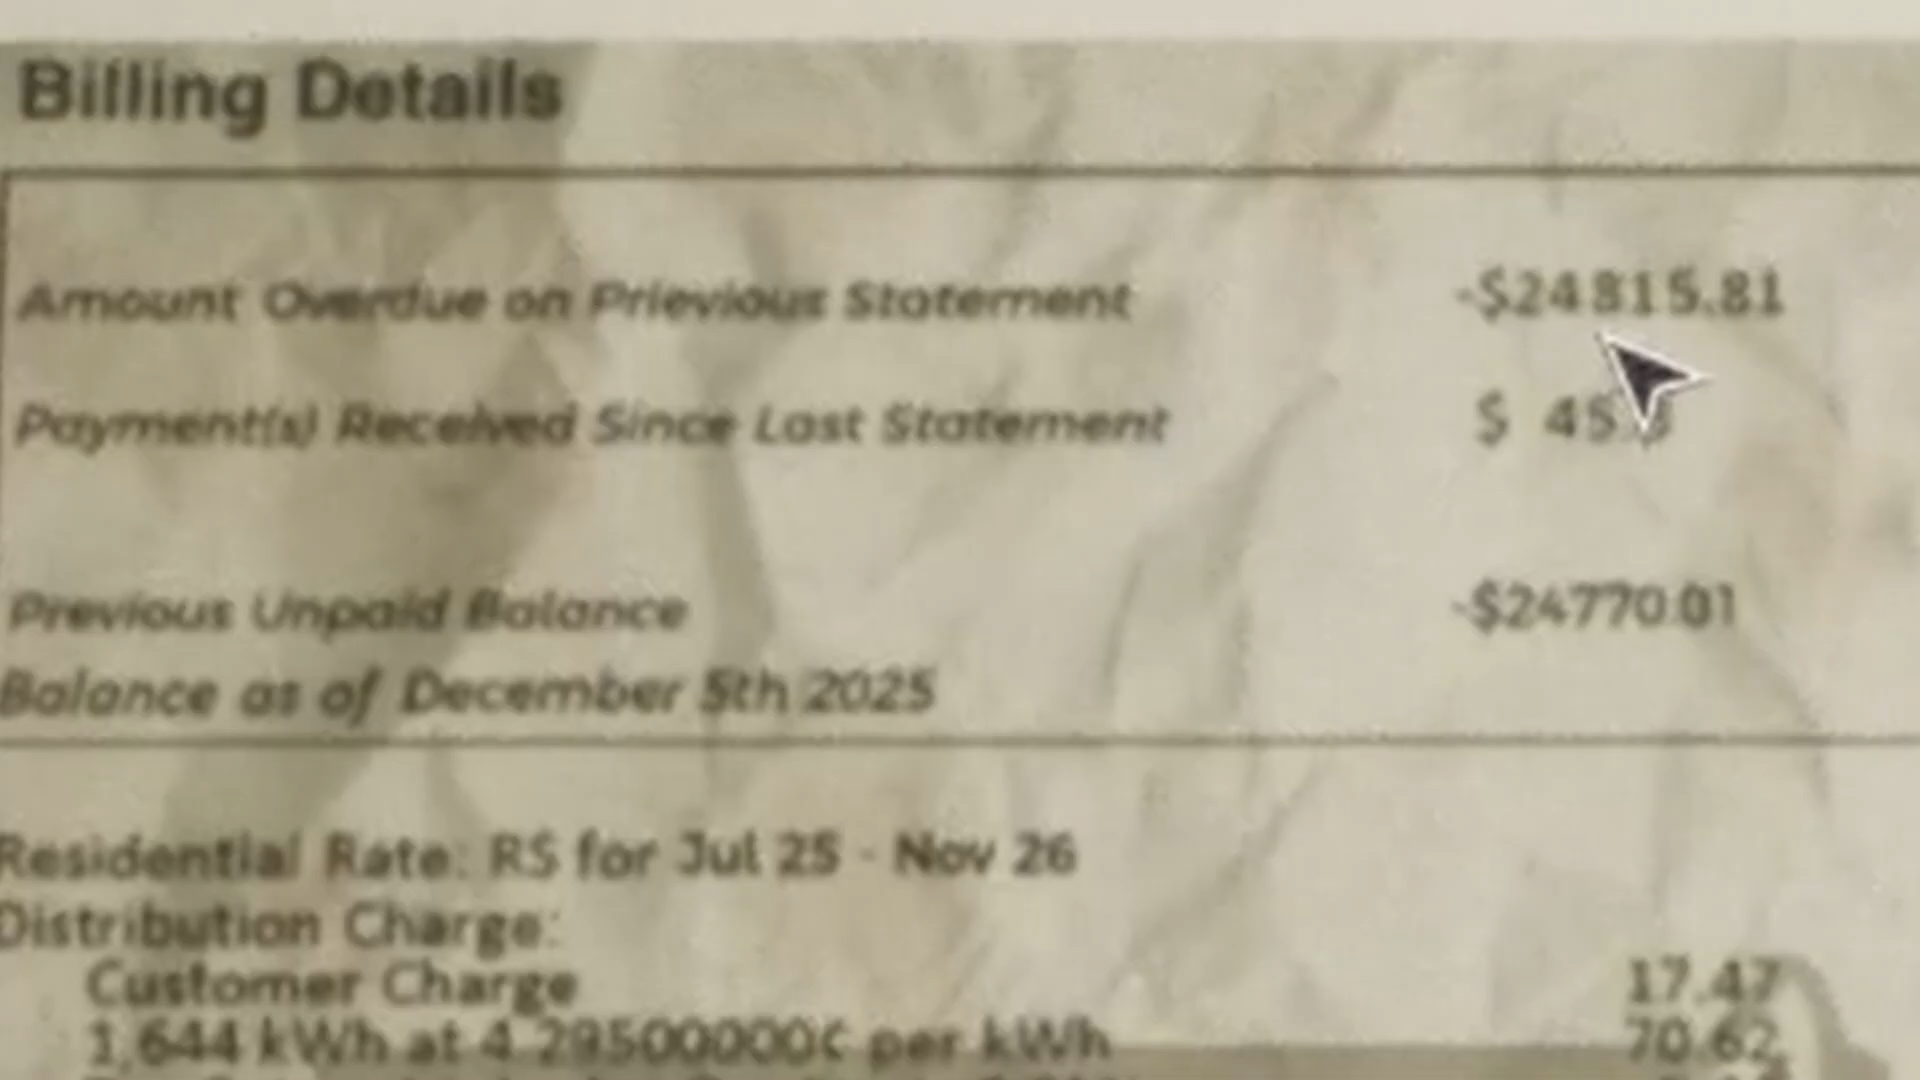 Billing Details
Amount Overdue on Prievious Statement -$24815.81
Payment(s) Received Since Last Statement $ 45.8
Previous Unpaid Balance -$24770.01
Balance as of December 5th 2025
Residential Rate: RS for Jul 25 - Nov 26
Distribution Charge:
Customer Charge 17.47
1,644 kWh at 4.29500000¢ per kWh 70.62